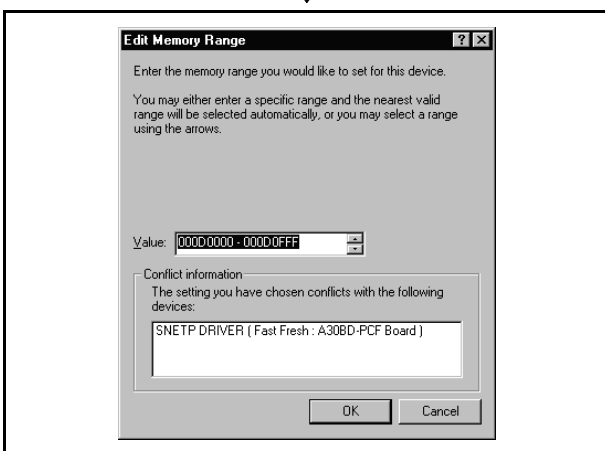 Edit Memory Range
Enter the memory range you would like to set for this device.
You may either enter a specific range and the nearest valid
range will be selected automatically, or you may select a range
using the arrows.
Value: 000D0000 - 000D0FFF
Conflict information
The setting you have chosen conflicts with the following
devices:
SNETP DRIVER ( Fast Fresh : A30BD-PCF Board )
OK Cancel